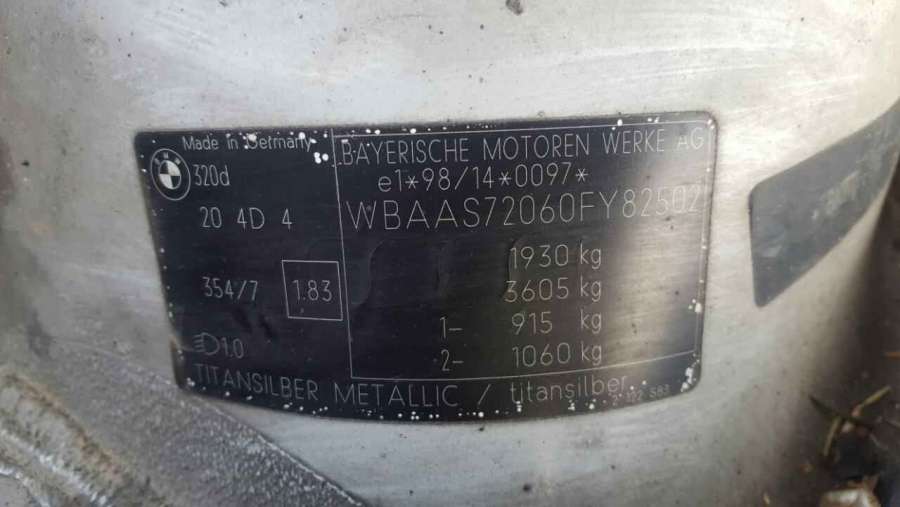 Made in Germany
BMW
320d
20 4D 4
354/7
1.83
1.0
BAYERISCHE MOTOREN WERKE AG
e1*98/14*0097*
WBAAS72060FY82502
1930 kg
3605 kg
1- 915 kg
2- 1060 kg
TITANSILBER METALLIC / titansilber